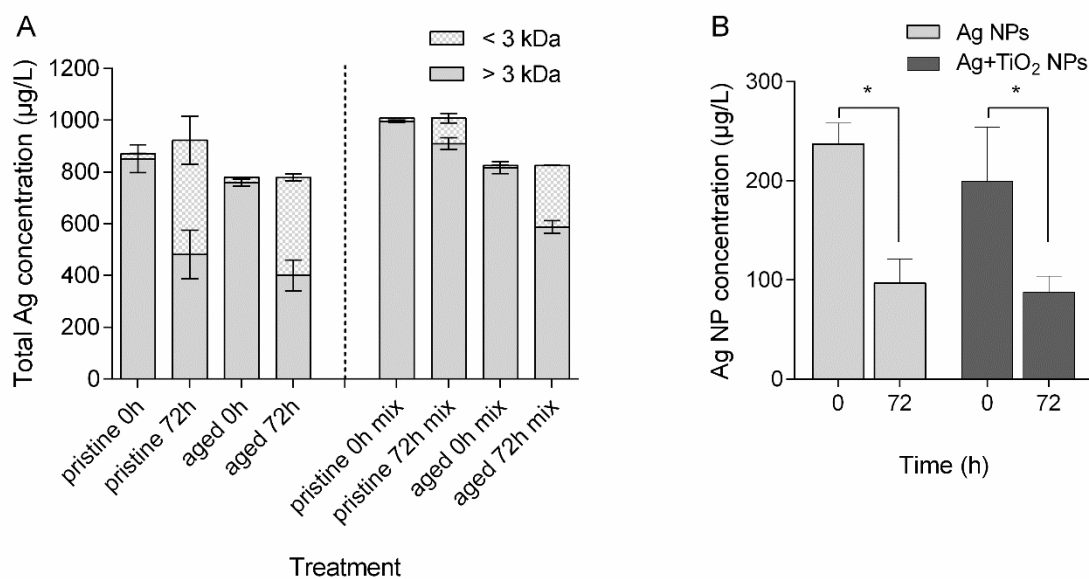 A
< 3 kDa
> 3 kDa
Total Ag concentration (µg/L)
1200
1000
800
600
400
200
0
pristine 0h
pristine 72h
aged 0h
aged 72h
pristine 0h mix
pristine 72h mix
aged 0h mix
aged 72h mix
Treatment
B
Ag NPs
Ag+TiO₂ NPs
Ag NP concentration (µg/L)
300
200
100
0
* *
0 72 0 72
Time (h)